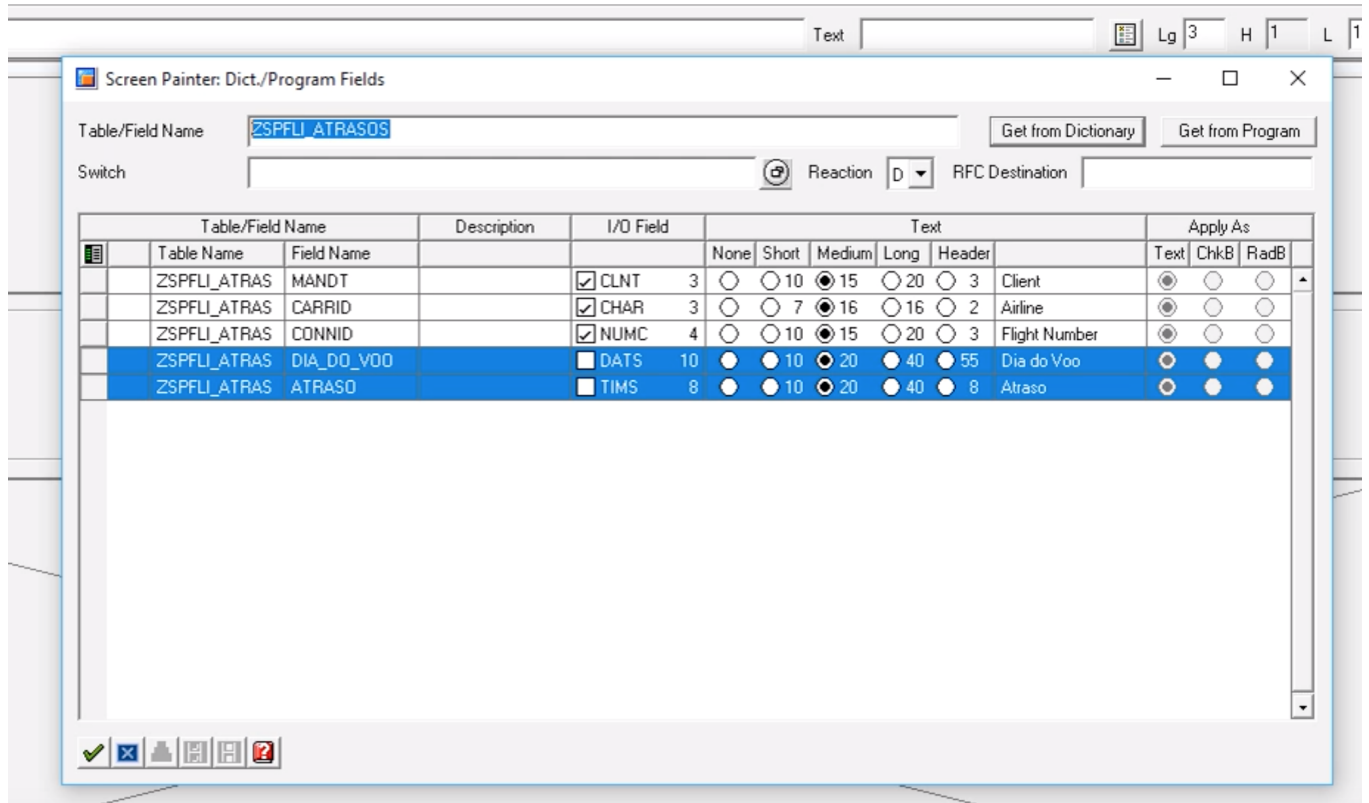 Text Lg 3 H 1 L 1
Screen Painter: Dict./Program Fields
Table/Field Name ZSPFLI_ATRASOS Get from Dictionary Get from Program
Switch Reaction D RFC Destination
Table/Field Name Description I/O Field Text Apply As
Table Name Field Name None Short Medium Long Header Text ChkB RadB
ZSPFLI_ATRAS MANDT CLNT 3 10 15 20 3 Client
ZSPFLI_ATRAS CARRID CHAR 3 7 16 16 2 Airline
ZSPFLI_ATRAS CONNID NUMC 4 10 15 20 3 Flight Number
ZSPFLI_ATRAS DIA_DO_VOO DATS 10 10 20 40 55 Dia do Voo
ZSPFLI_ATRAS ATRASO TIMS 8 10 20 40 8 Atraso